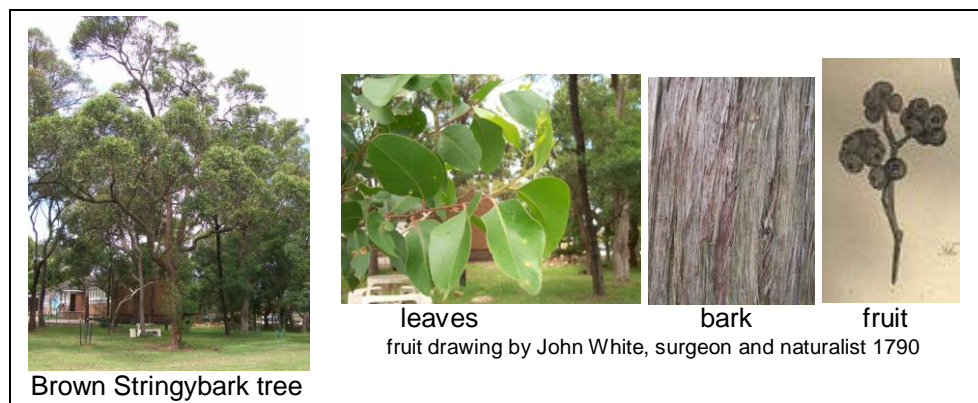 leaves
bark
fruit
fruit drawing by John White, surgeon and naturalist 1790
Brown Stringybark tree